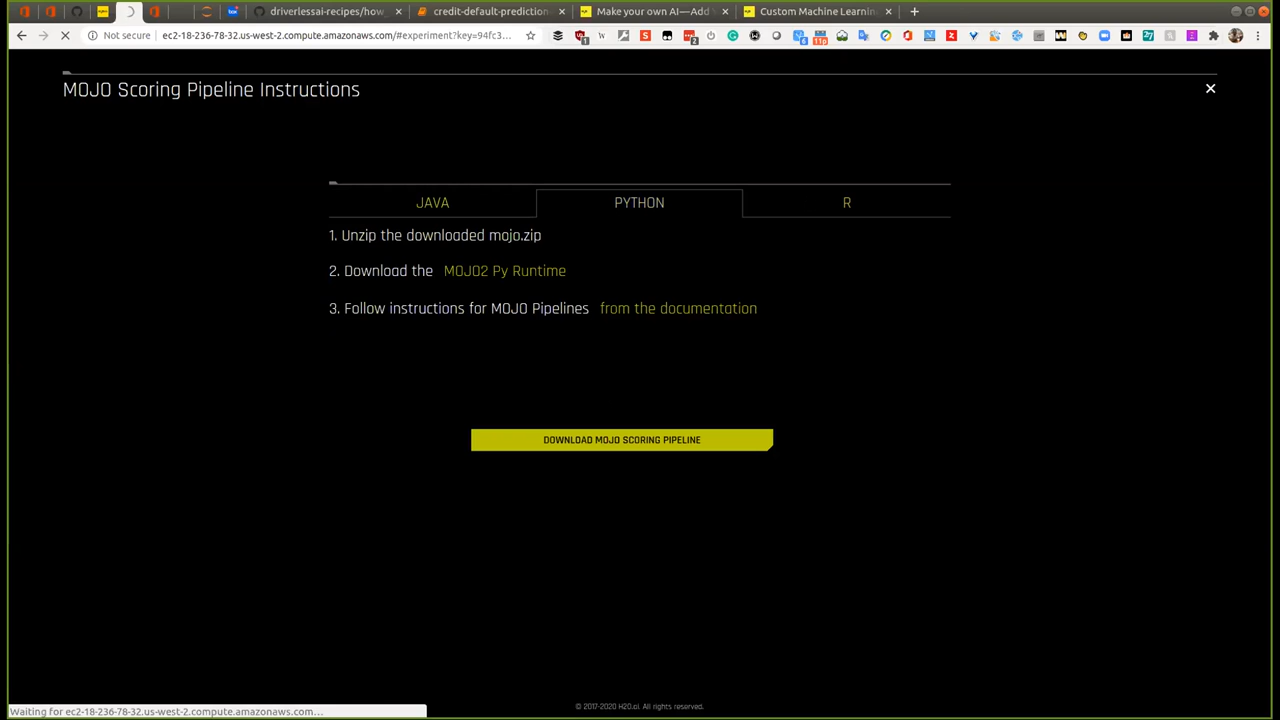 driverlessai-recipes/how_
credit-default-prediction
Make your own AI—Add
Custom Machine Learnin
Not secure
ec2-18-236-78-32.us-west-2.compute.amazonaws.com/#experiment?key=94fc3...
MOJO Scoring Pipeline Instructions
JAVA
PYTHON
R
1. Unzip the downloaded mojo.zip
2. Download the MOJO2 Py Runtime
3. Follow instructions for MOJO Pipelines from the documentation
DOWNLOAD MOJO SCORING PIPELINE
© 2017-2020 H2O.ai. All rights reserved.
Waiting for ec2-18-236-78-32.us-west-2.compute.amazonaws.com...